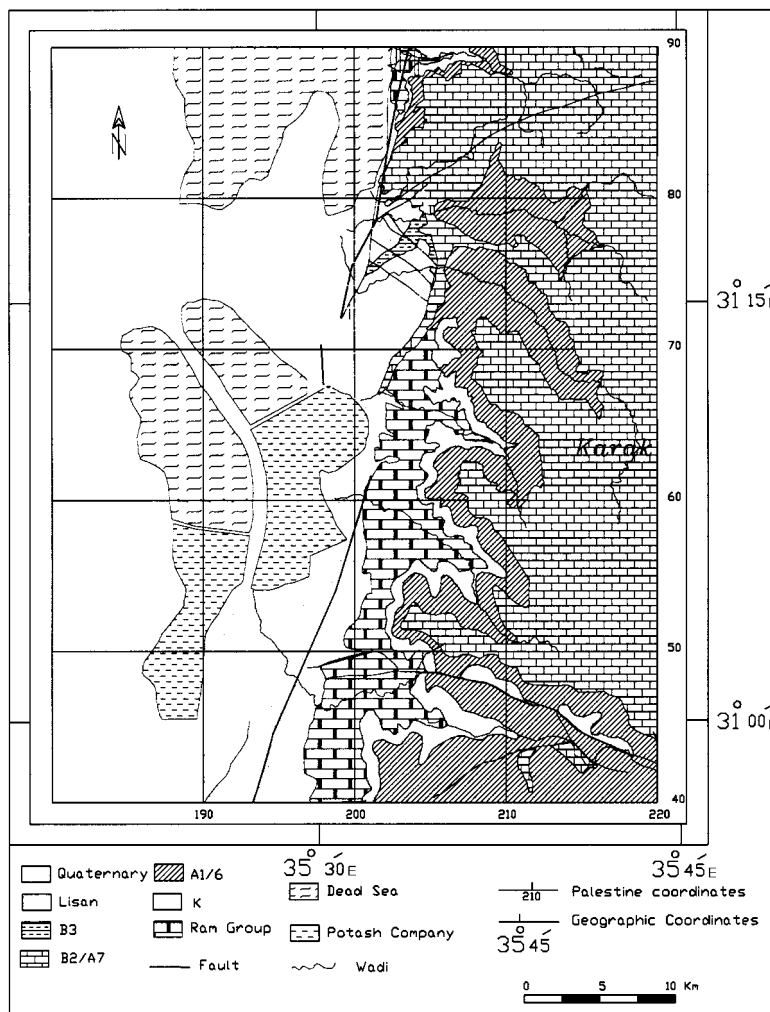 N
90
80
31° 15′E
70
Karak
60
50
31° 00′E
40
190
200
210
220
35° 30′E
35° 45′E
Quaternary
A1/6
Dead Sea
210
Palestine coordinates
Lisan
K
Geographic Coordinates
B3
Ram Group
Potash Company
35° 45′
B2/A7
Fault
Wadi
0 5 10 Km